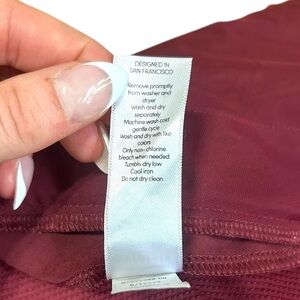 DESIGNED IN
SAN FRANCISCO
Remove promptly
from washer and
dryer
Wash and dry
separately
Machine wash cold
gentle cycle
Wash and dry with like
colors
Only non-chlorine
bleach when needed
Tumble dry low
Cool iron
Do not dry clean